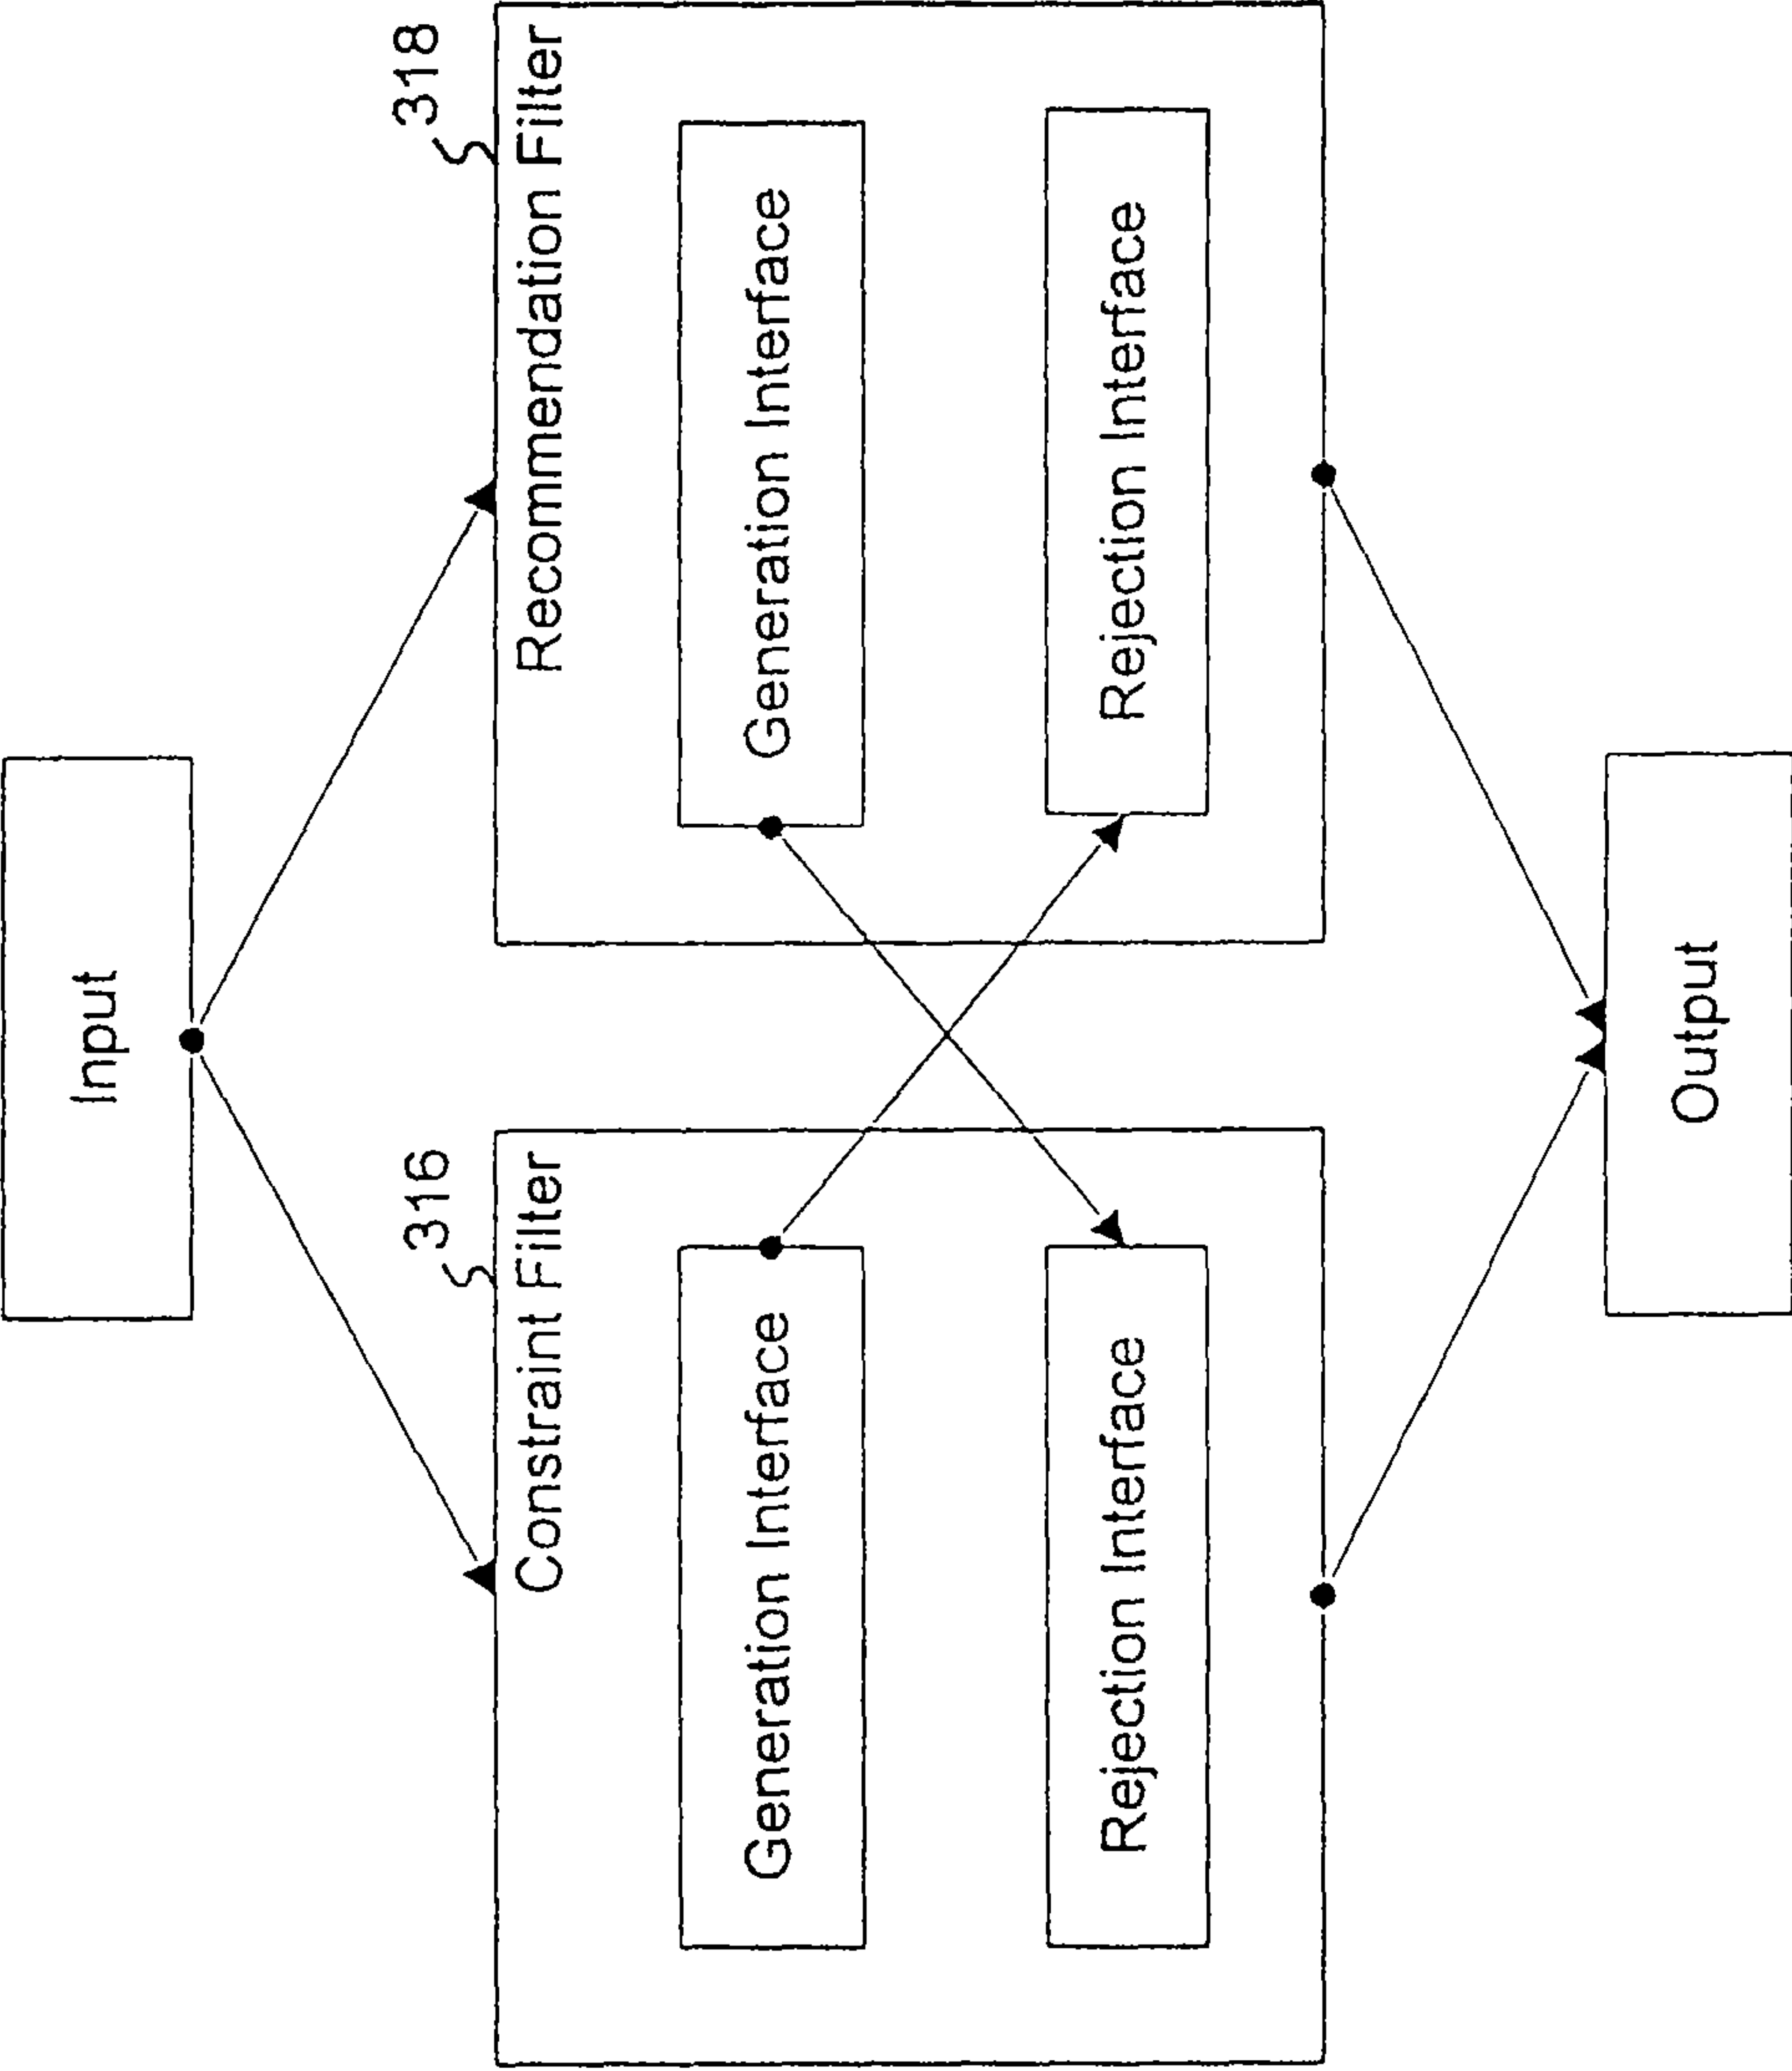 Input
316
Constraint Filter
Generation Interface
Rejection Interface
318
Recommendation Filter
Generation Interface
Rejection Interface
Output